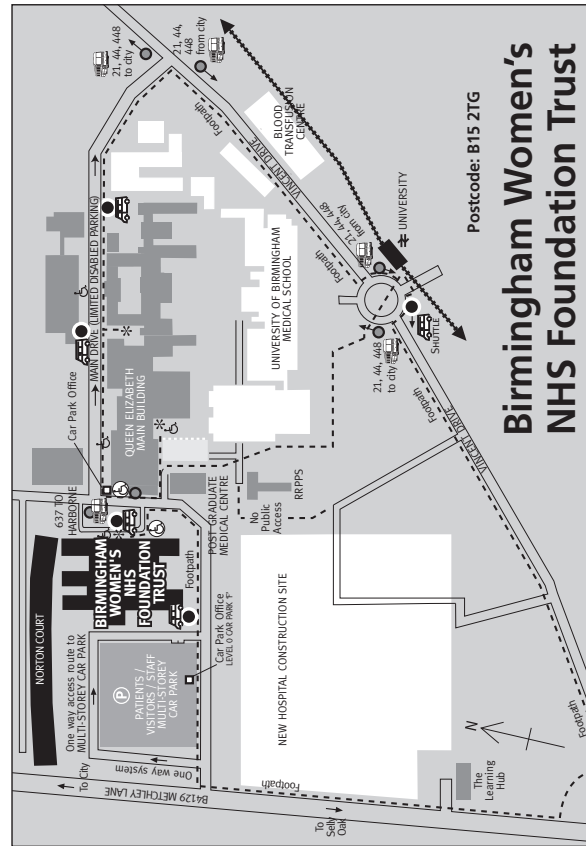 Birmingham Women's
NHS Foundation Trust
Postcode: B15 2TG
To City
B4129 METCHLEY LANE
To
Selly
Oak
One way system
One way access route to
MULTI-STOREY CAR PARK
NORTON COURT
P
PATIENTS /
VISITORS / STAFF
MULTI-STOREY
CAR PARK
Car Park Office
LEVEL 0 CAR PARK 'F'
Footpath
BIRMINGHAM
WOMEN'S
NHS
FOUNDATION
TRUST
637 TO
HARBORNE
Car Park Office
MAIN DRIVE (LIMITED DISABLED PARKING)
QUEEN ELIZABETH
MAIN BUILDING
POST GRADUATE
MEDICAL CENTRE
No
Public
Access
RRPPS
UNIVERSITY OF BIRMINGHAM
MEDICAL SCHOOL
21, 44, 448
to city
21, 44,
448
from city
Footpath
VINCENT DRIVE
BLOOD
TRANSFUSION
CENTRE
Footpath
21, 44, 448
from city
UNIVERSITY
21, 44, 448
to city
SHUTTLE
Footpath
VINCENT DRIVE
NEW HOSPITAL CONSTRUCTION SITE
Footpath
The
Learning
Hub
N
Footpath